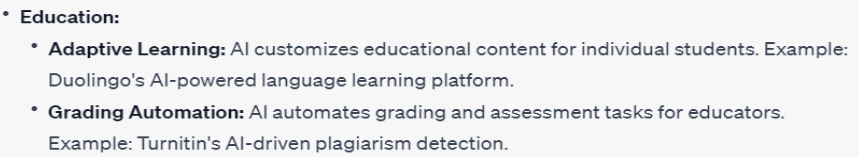 • Education:
• Adaptive Learning: AI customizes educational content for individual students. Example:
Duolingo's AI-powered language learning platform.
• Grading Automation: AI automates grading and assessment tasks for educators.
Example: Turnitin's AI-driven plagiarism detection.